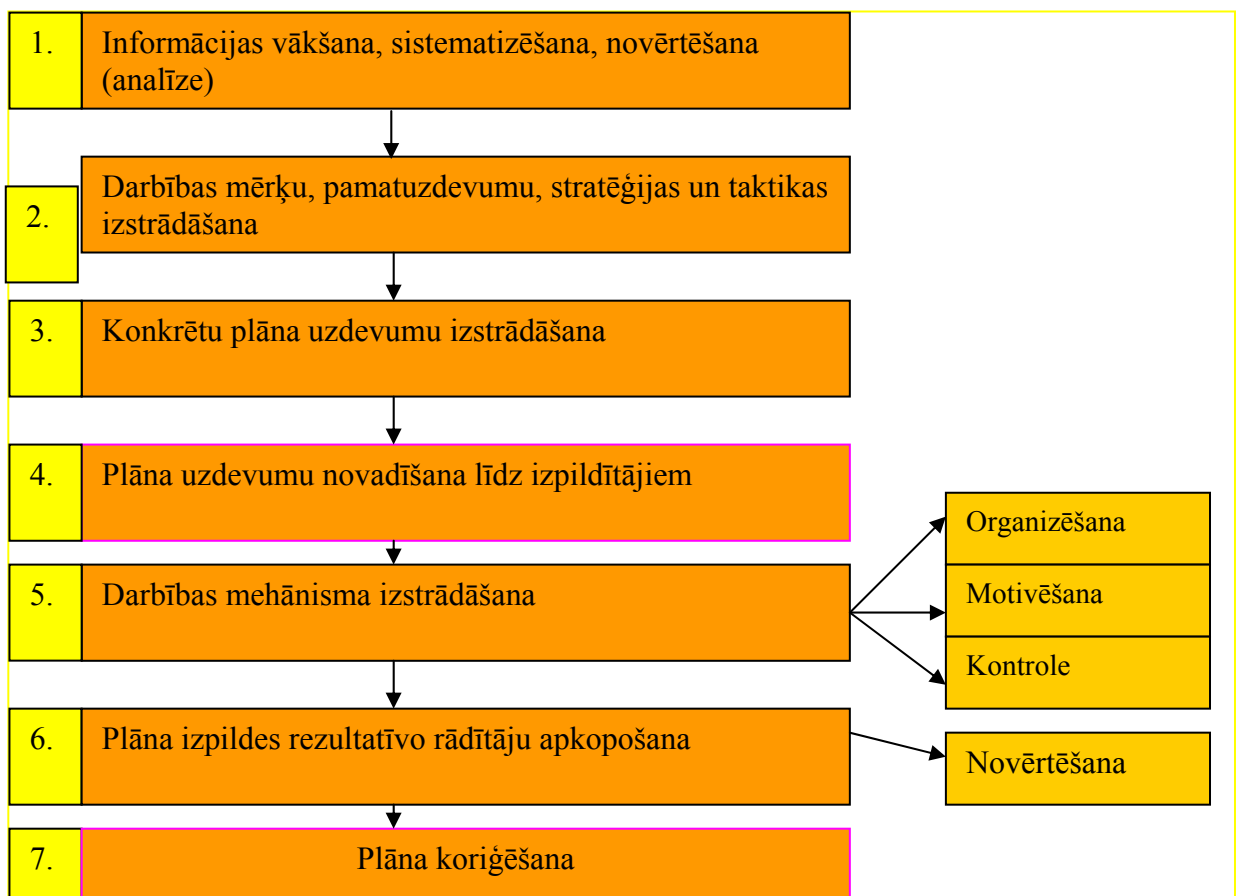 1.
Informācijas vākšana, sistematizēšana, novērtēšana
(analīze)
2.
Darbības mērķu, pamatuzdevumu, stratēģijas un taktikas
izstrādāšana
3.
Konkrētu plāna uzdevumu izstrādāšana
4.
Plāna uzdevumu novadīšana līdz izpildītājiem
5.
Darbības mehānisma izstrādāšana
Organizēšana
Motivēšana
Kontrole
6.
Plāna izpildes rezultatīvo rādītāju apkopošana
Novērtēšana
7.
Plāna koriģēšana